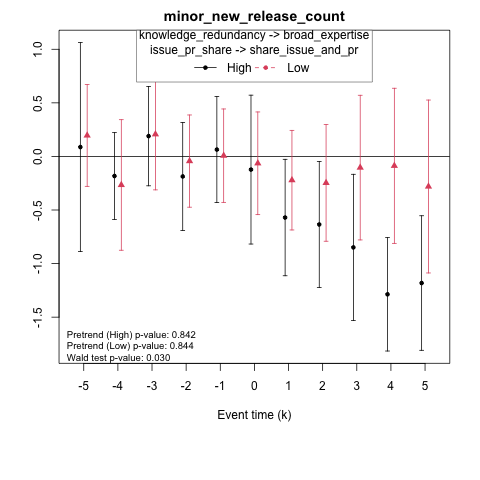 minor_new_release_count
knowledge_redundancy -> broad_expertise
issue_pr_share -> share_issue_and_pr
High Low
1.0
0.5
0.0
-0.5
-1.0
-1.5
Pretrend (High) p-value: 0.842
Pretrend (Low) p-value: 0.844
Wald test p-value: 0.030
-5 -4 -3 -2 -1 0 1 2 3 4 5
Event time (k)